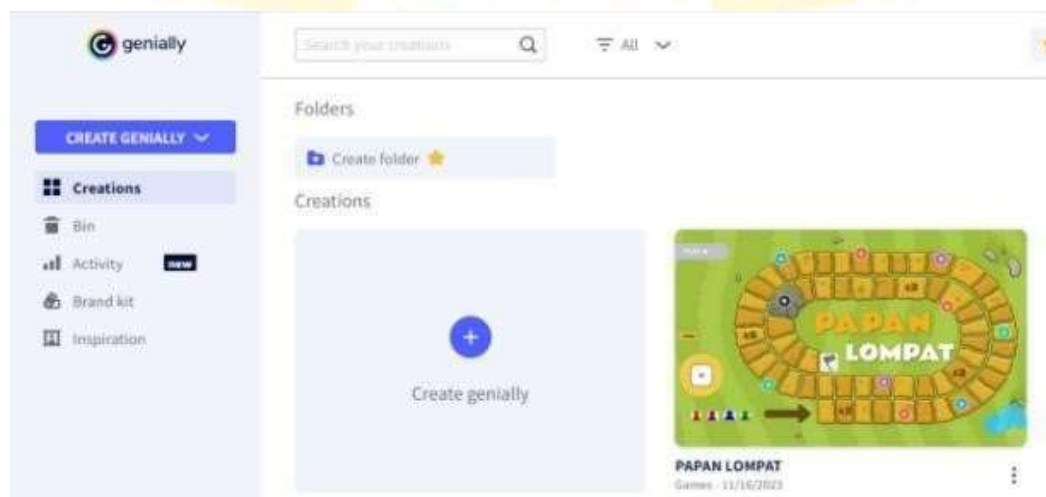 genially
Search your creations
All
CREATE GENIALLY
Creations
Bin
Activity new
Brand kit
Inspiration
Folders
Create folder
Creations
Create genially
PAPAN
LOMPAT
PAPAN LOMPAT
Games - 11/16/2023